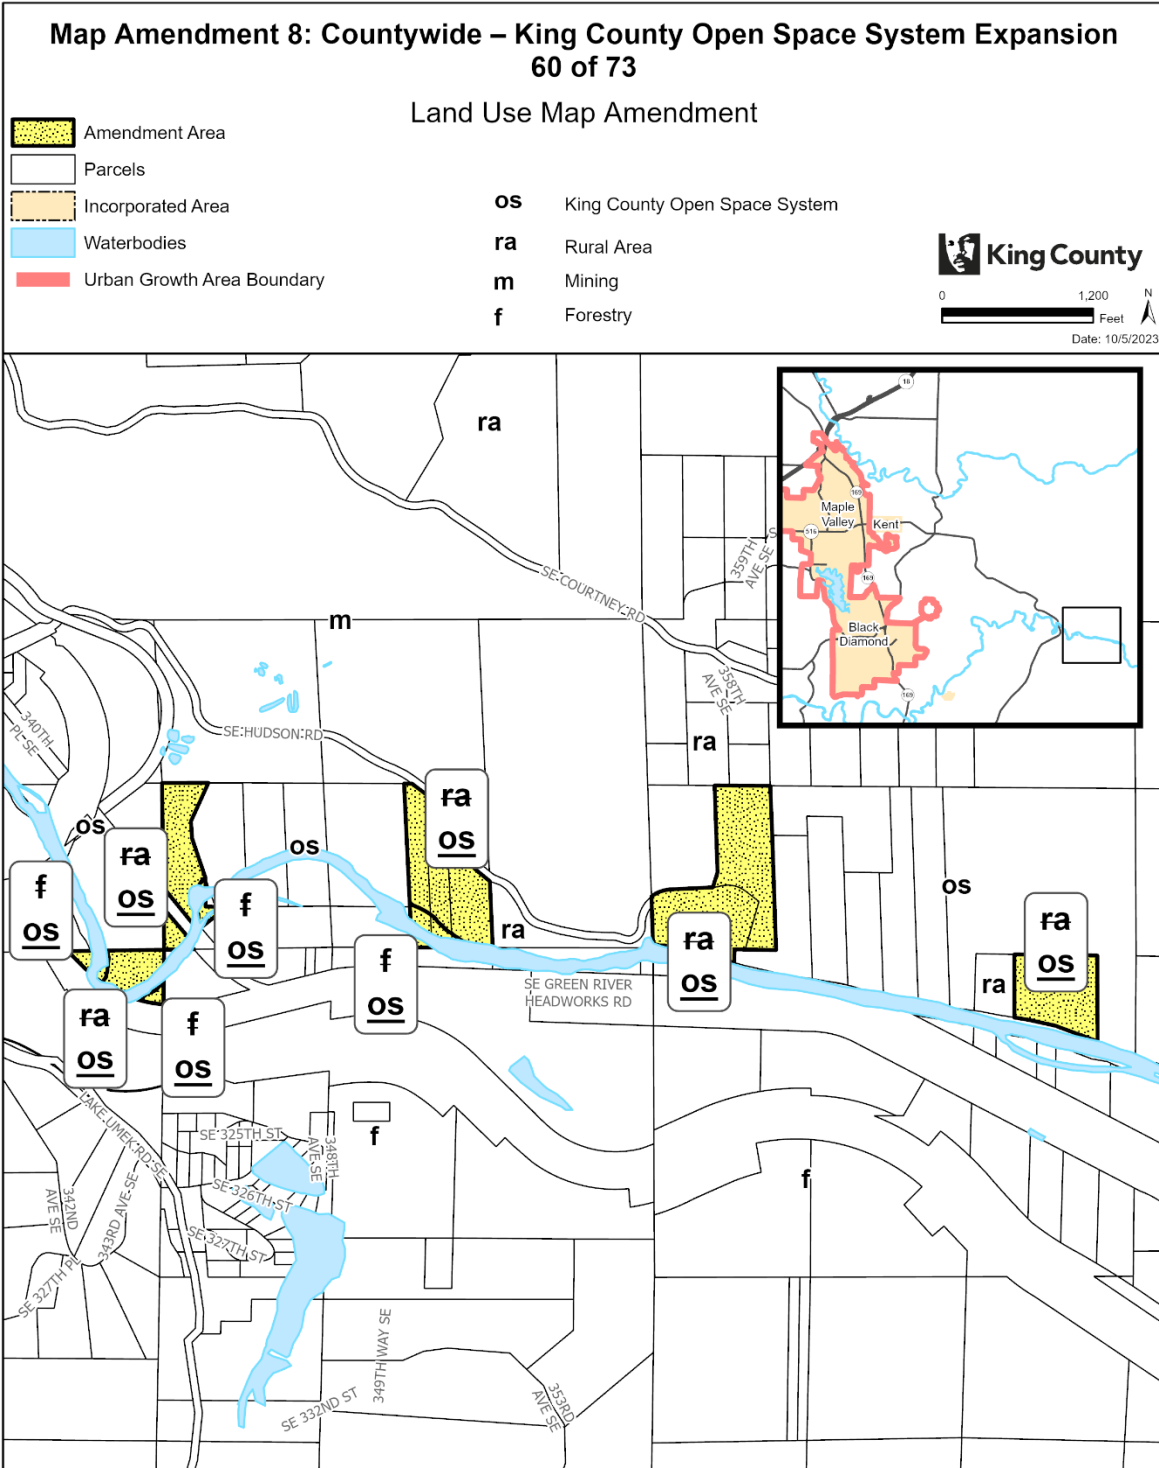 Map Amendment 8: Countywide – King County Open Space System Expansion
60 of 73
Land Use Map Amendment
Amendment Area
Parcels
Incorporated Area
Waterbodies
Urban Growth Area Boundary
os King County Open Space System
ra Rural Area
m Mining
f Forestry
King County
0 1,200
Feet
N
Date: 10/5/2023
18
169
Maple
Valley
Kent
516
169
Black
Diamond
169
ra
359TH
AVE SE
S
SE COURTNEY RD
m
358TH
AVE SE
340TH
PL SE
SE HUDSON RD
ra
ra
os
os
os
ra
os
f
os
f
os
os
ra
ra
os
ra
os
ra
f
os
SE GREEN RIVER
HEADWORKS RD
ra
os
f
os
LAKE UMEK RD SE
SE 325TH ST
348TH
AVE SE
f
f
342ND
AVE SE
343RD AVE SE
SE 326TH ST
SE 327TH ST
SE 327TH PL
349TH WAY SE
SE 332ND ST
353RD
AVE SE